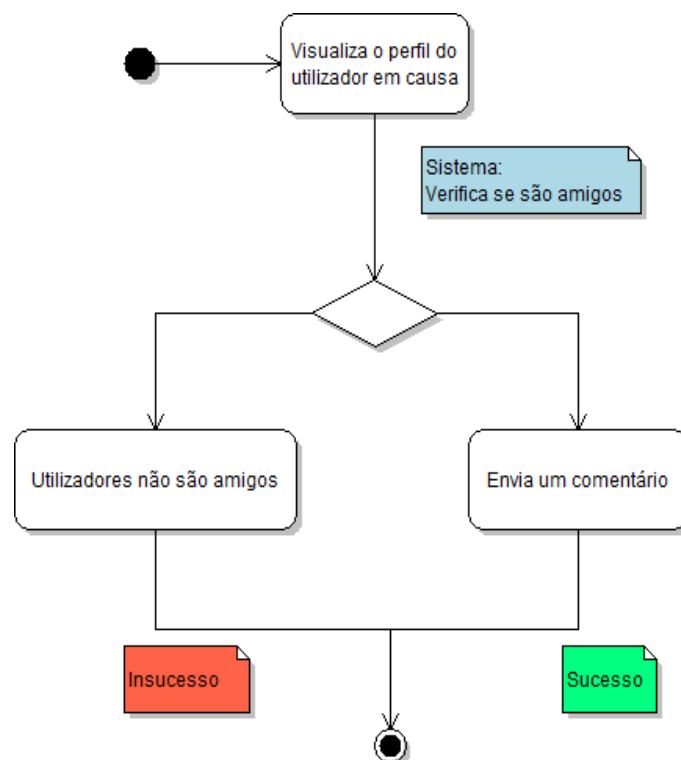 Visualiza o perfil do
utilizador em causa
Sistema:
Verifica se são amigos
Utilizadores não são amigos
Envia um comentário
Insucesso
Sucesso